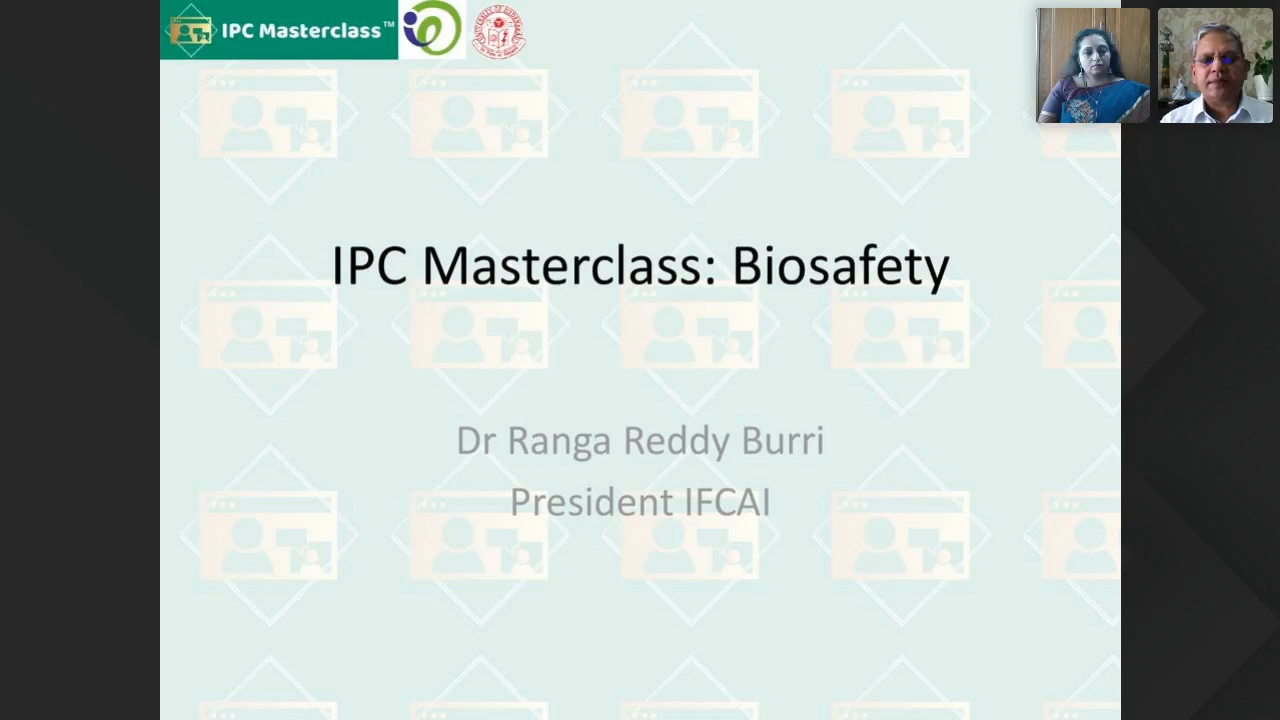 IPC Masterclass™
IPC Masterclass: Biosafety
Dr Ranga Reddy Burri
President IFCAI